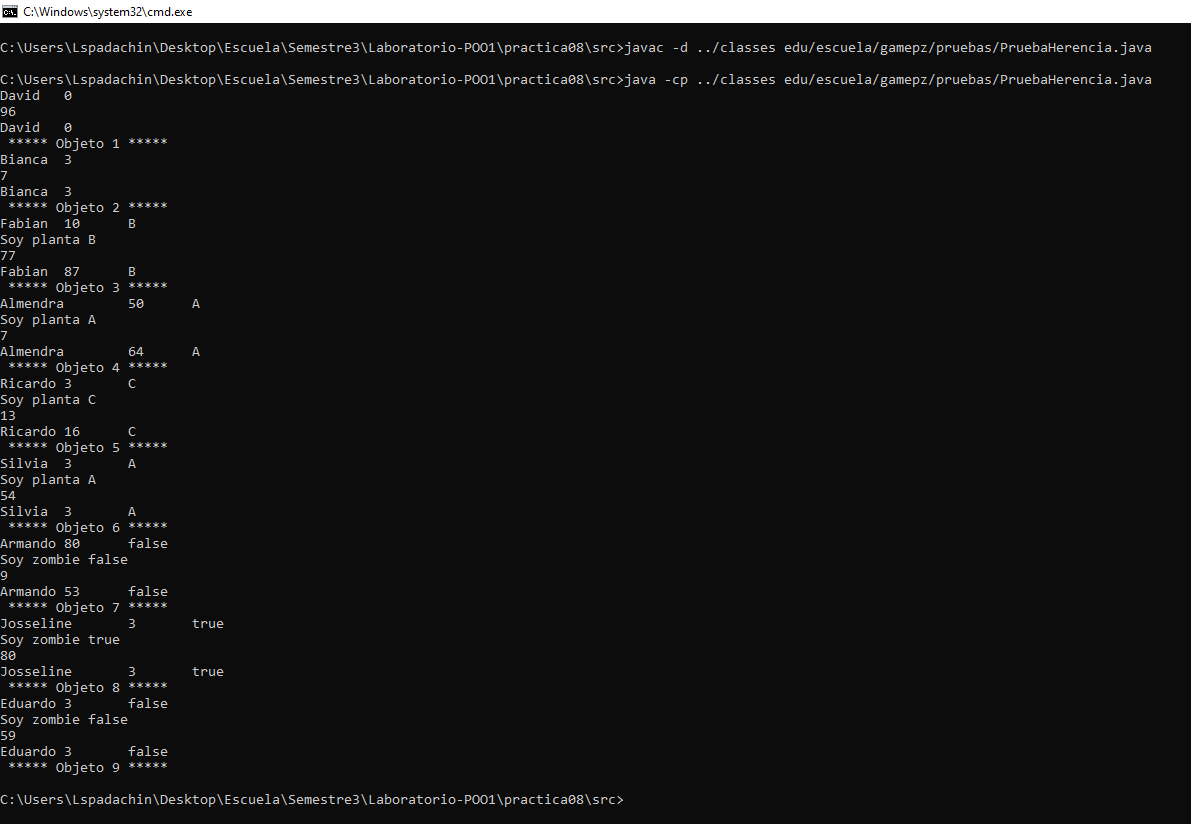 C:\Windows\system32\cmd.exe
C:\Users\Lspadachin\Desktop\Escuela\Semestre3\Laboratorio-POO1\practica08\src>javac -d ../classes edu/escuela/gamepz/pruebas/PruebaHerencia.java
C:\Users\Lspadachin\Desktop\Escuela\Semestre3\Laboratorio-POO1\practica08\src>java -cp ../classes edu/escuela/gamepz/pruebas/PruebaHerencia.java
David   0
96
David   0
 ***** Objeto 1 *****
Bianca  3
7
Bianca  3
 ***** Objeto 2 *****
Fabian  10      B
Soy planta B
77
Fabian  87      B
 ***** Objeto 3 *****
Almendra        50      A
Soy planta A
7
Almendra        64      A
 ***** Objeto 4 *****
Ricardo 3       C
Soy planta C
13
Ricardo 16      C
 ***** Objeto 5 *****
Silvia  3       A
Soy planta A
54
Silvia  3       A
 ***** Objeto 6 *****
Armando 80      false
Soy zombie false
9
Armando 53      false
 ***** Objeto 7 *****
Josseline       3       true
Soy zombie true
80
Josseline       3       true
 ***** Objeto 8 *****
Eduardo 3       false
Soy zombie false
59
Eduardo 3       false
 ***** Objeto 9 *****
C:\Users\Lspadachin\Desktop\Escuela\Semestre3\Laboratorio-POO1\practica08\src>